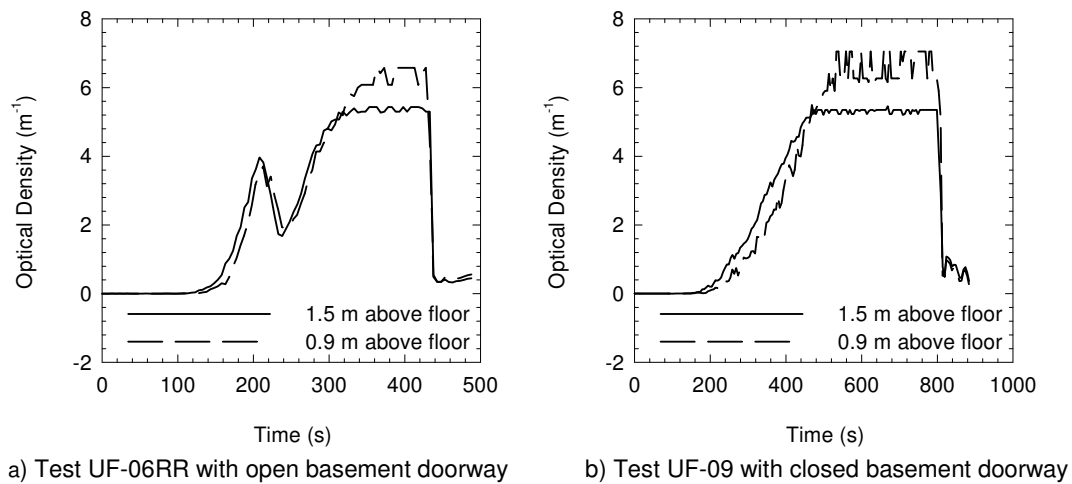 8
6
4
2
0
-2
Optical Density (m-1)
1.5 m above floor
0.9 m above floor
0 100 200 300 400 500
Time (s)
a) Test UF-06RR with open basement doorway
8
6
4
2
0
-2
Optical Density (m-1)
1.5 m above floor
0.9 m above floor
0 200 400 600 800 1000
Time (s)
b) Test UF-09 with closed basement doorway